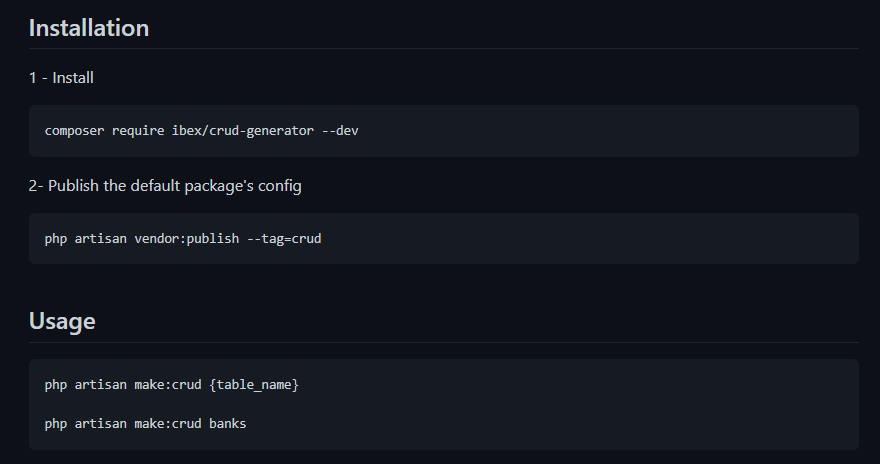 Installation
1 - Install
composer require ibex/crud-generator --dev
2- Publish the default package's config
php artisan vendor:publish --tag=crud
Usage
php artisan make:crud {table_name}
php artisan make:crud banks